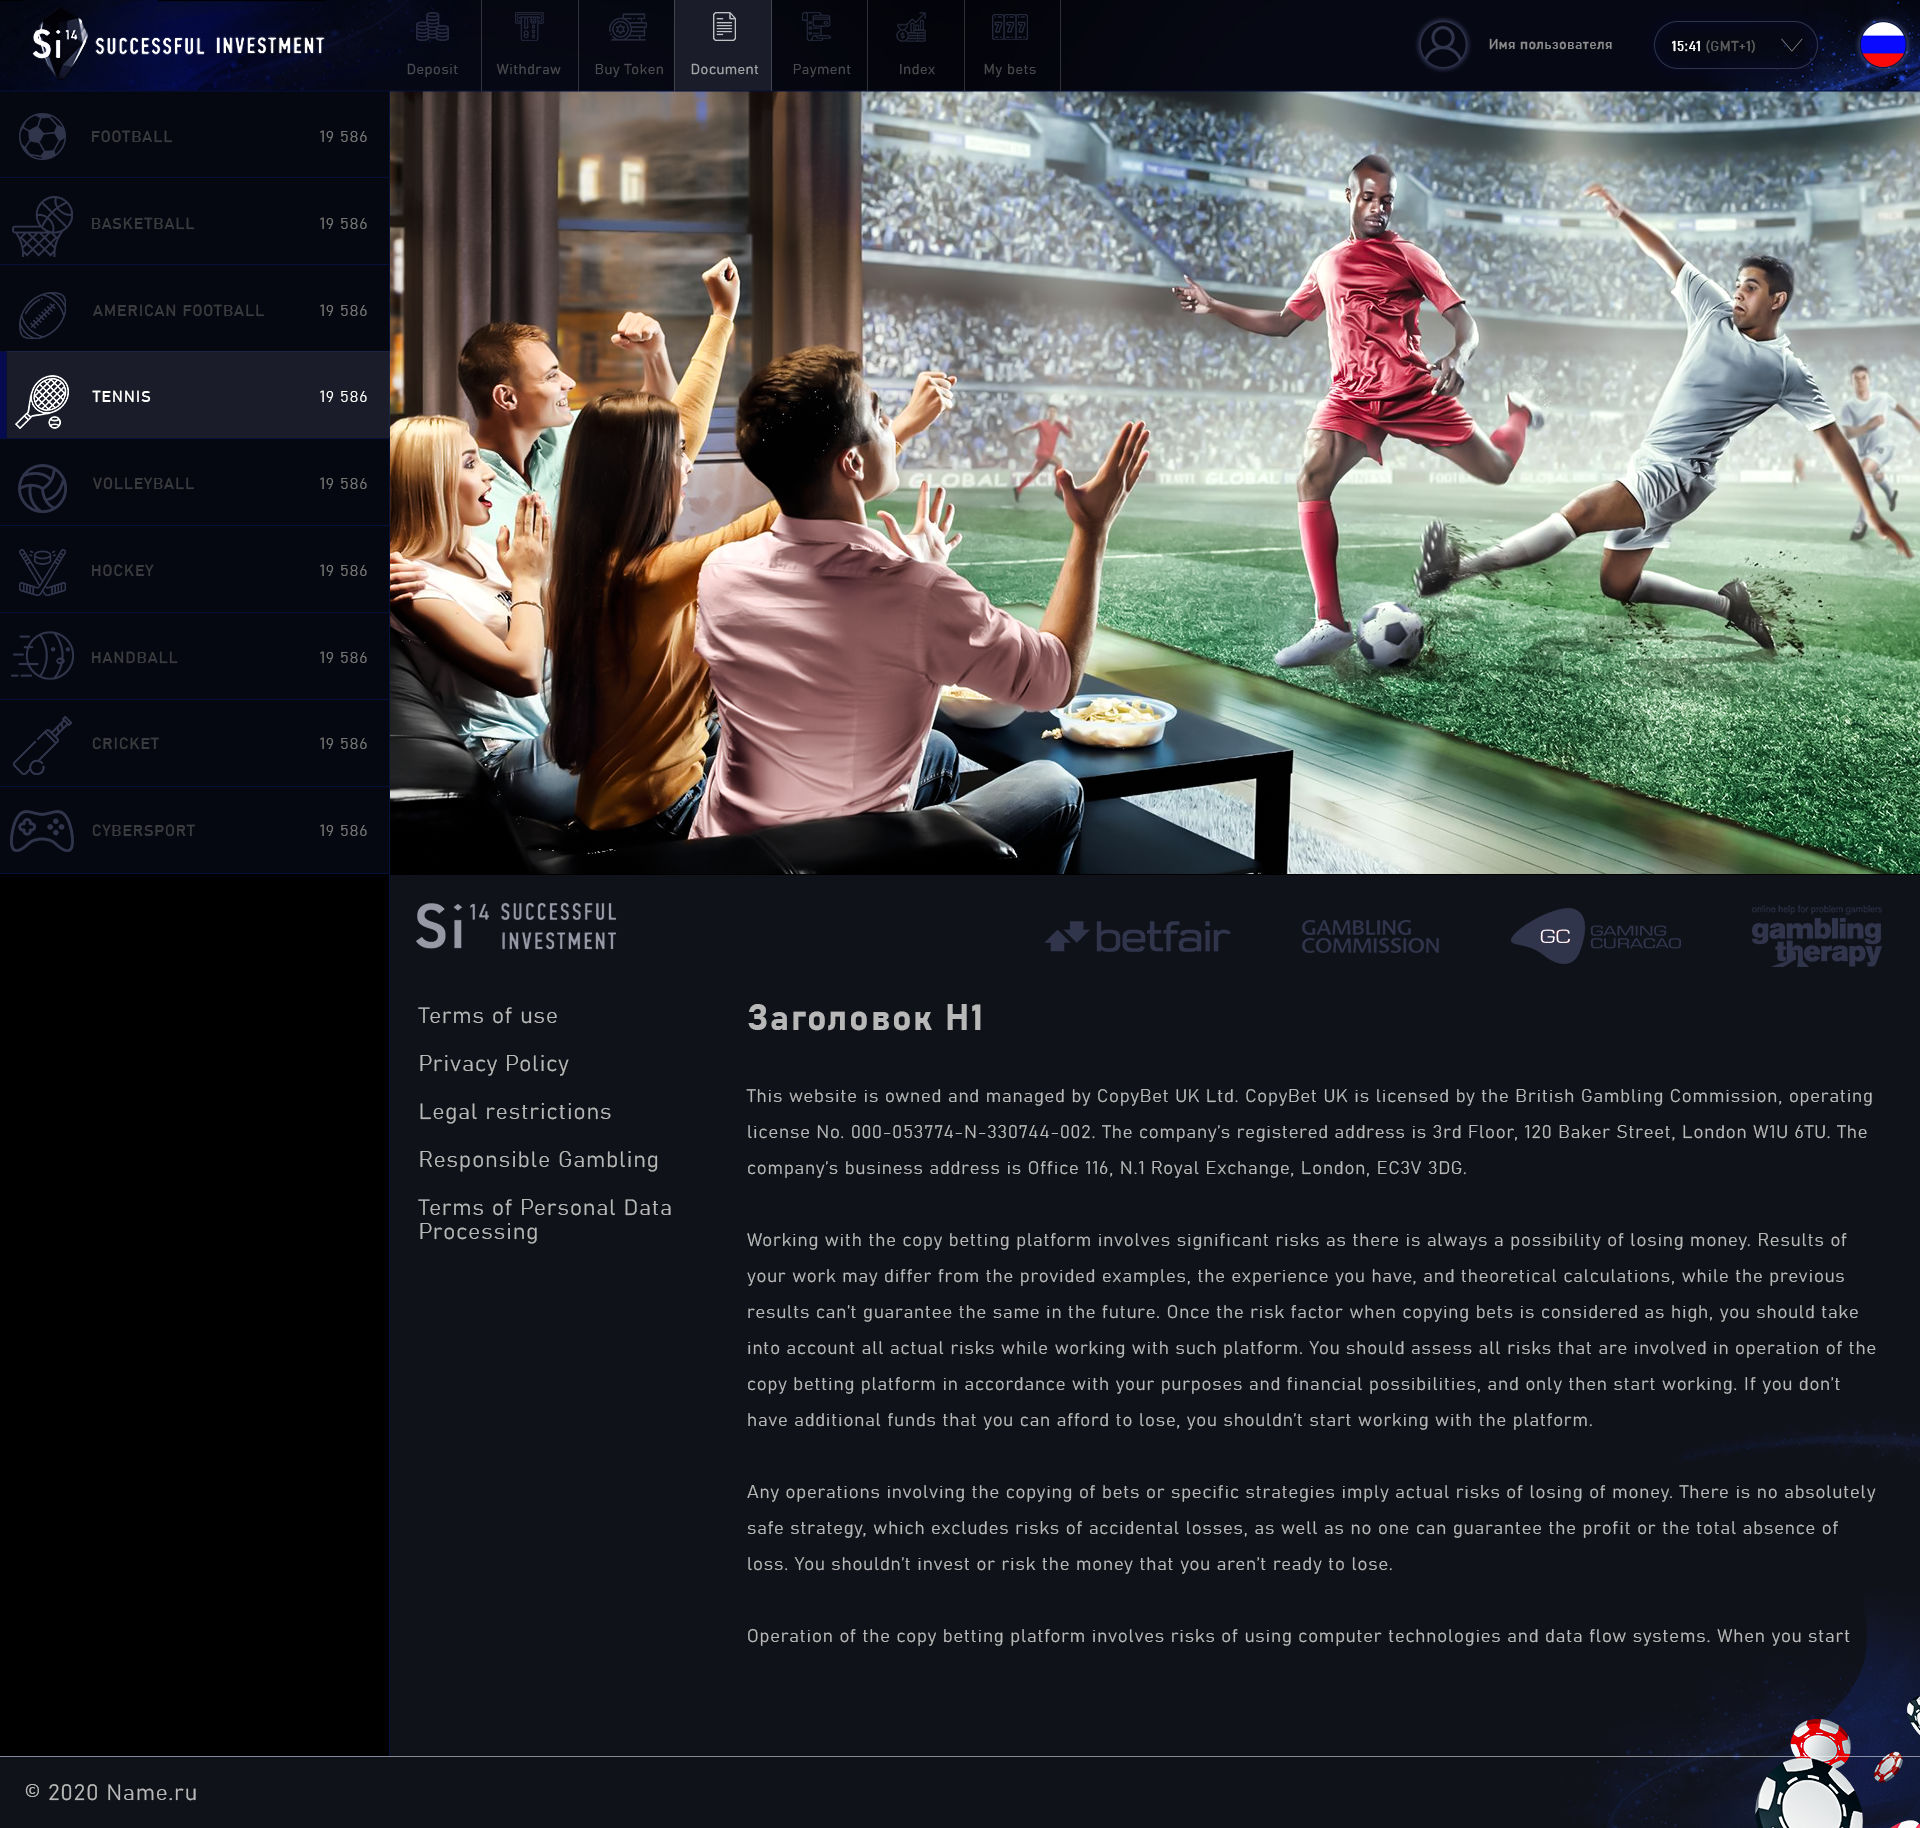 Si14 SUCCESSFUL INVESTMENT
Deposit
Withdraw
Buy Token
Document
Payment
Index
My bets
Имя пользователя
15:41 (GMT+1)
FOOTBALL 19 586
BASKETBALL 19 586
AMERICAN FOOTBALL 19 586
TENNIS 19 586
VOLLEYBALL 19 586
HOCKEY 19 586
HANDBALL 19 586
CRICKET 19 586
CYBERSPORT 19 586
GLOBAL
GLOBAL
Si14 SUCCESSFUL
INVESTMENT
betfair
GAMBLING
COMMISSION
GC GAMING
CURACAO
online help for problem gamblers
gambling
therapy
Terms of use
Privacy Policy
Legal restrictions
Responsible Gambling
Terms of Personal Data
Processing
Заголовок H1
This website is owned and managed by CopyBet UK Ltd. CopyBet UK is licensed by the British Gambling Commission, operating
license No. 000-053774-N-330744-002. The company's registered address is 3rd Floor, 120 Baker Street, London W1U 6TU. The
company's business address is Office 116, N.1 Royal Exchange, London, EC3V 3DG.
Working with the copy betting platform involves significant risks as there is always a possibility of losing money. Results of
your work may differ from the provided examples, the experience you have, and theoretical calculations, while the previous
results can't guarantee the same in the future. Once the risk factor when copying bets is considered as high, you should take
into account all actual risks while working with such platform. You should assess all risks that are involved in operation of the
copy betting platform in accordance with your purposes and financial possibilities, and only then start working. If you don't
have additional funds that you can afford to lose, you shouldn't start working with the platform.
Any operations involving the copying of bets or specific strategies imply actual risks of losing of money. There is no absolutely
safe strategy, which excludes risks of accidental losses, as well as no one can guarantee the profit or the total absence of
loss. You shouldn't invest or risk the money that you aren't ready to lose.
Operation of the copy betting platform involves risks of using computer technologies and data flow systems. When you start
© 2020 Name.ru